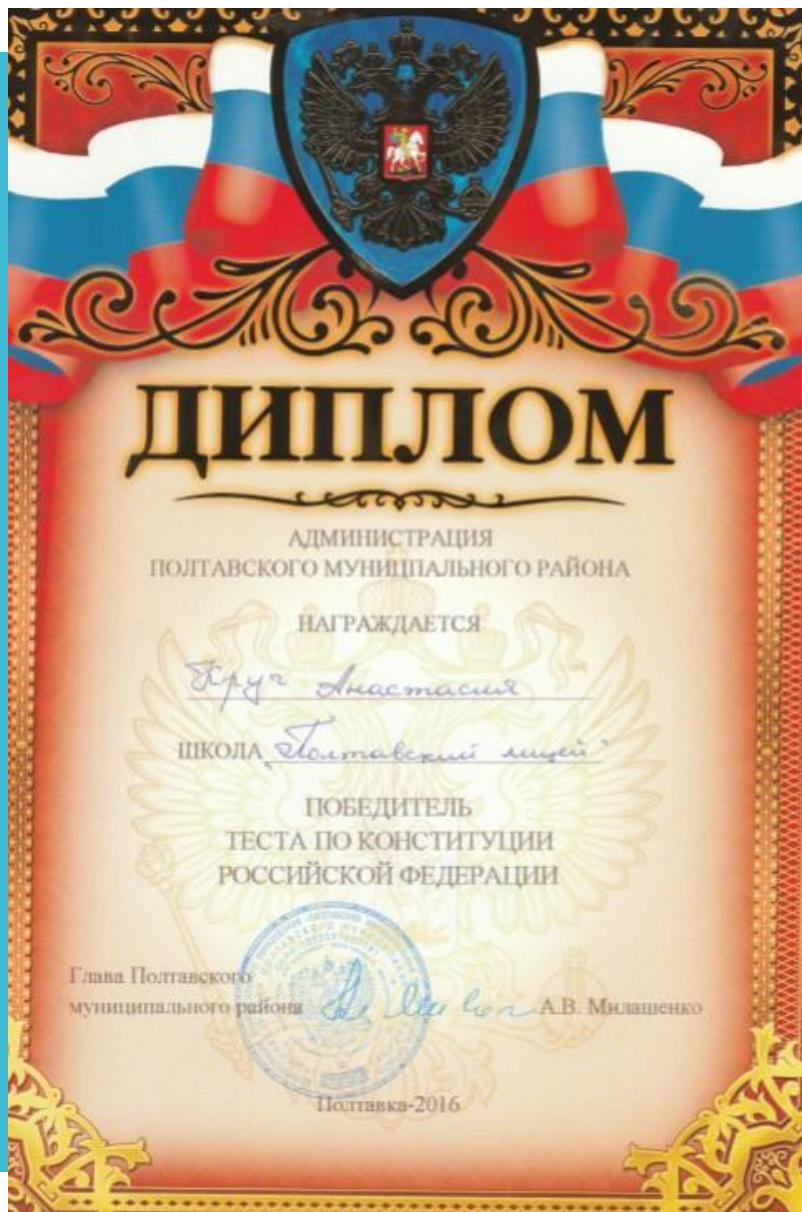 ДИПЛОМ
АДМИНИСТРАЦИЯ
ПОЛТАВСКОГО МУНИЦПАЛЬНОГО РАЙОНА
НАГРАЖДАЕТСЯ
Круч Анастасия
ШКОЛА "Полтавский лицей"
ПОБЕДИТЕЛЬ
ТЕСТА ПО КОНСТИТУЦИИ
РОССИЙСКОЙ ФЕДЕРАЦИИ
Глава Полтавского
муниципального района А.В. Милашенко
Полтавка-2016